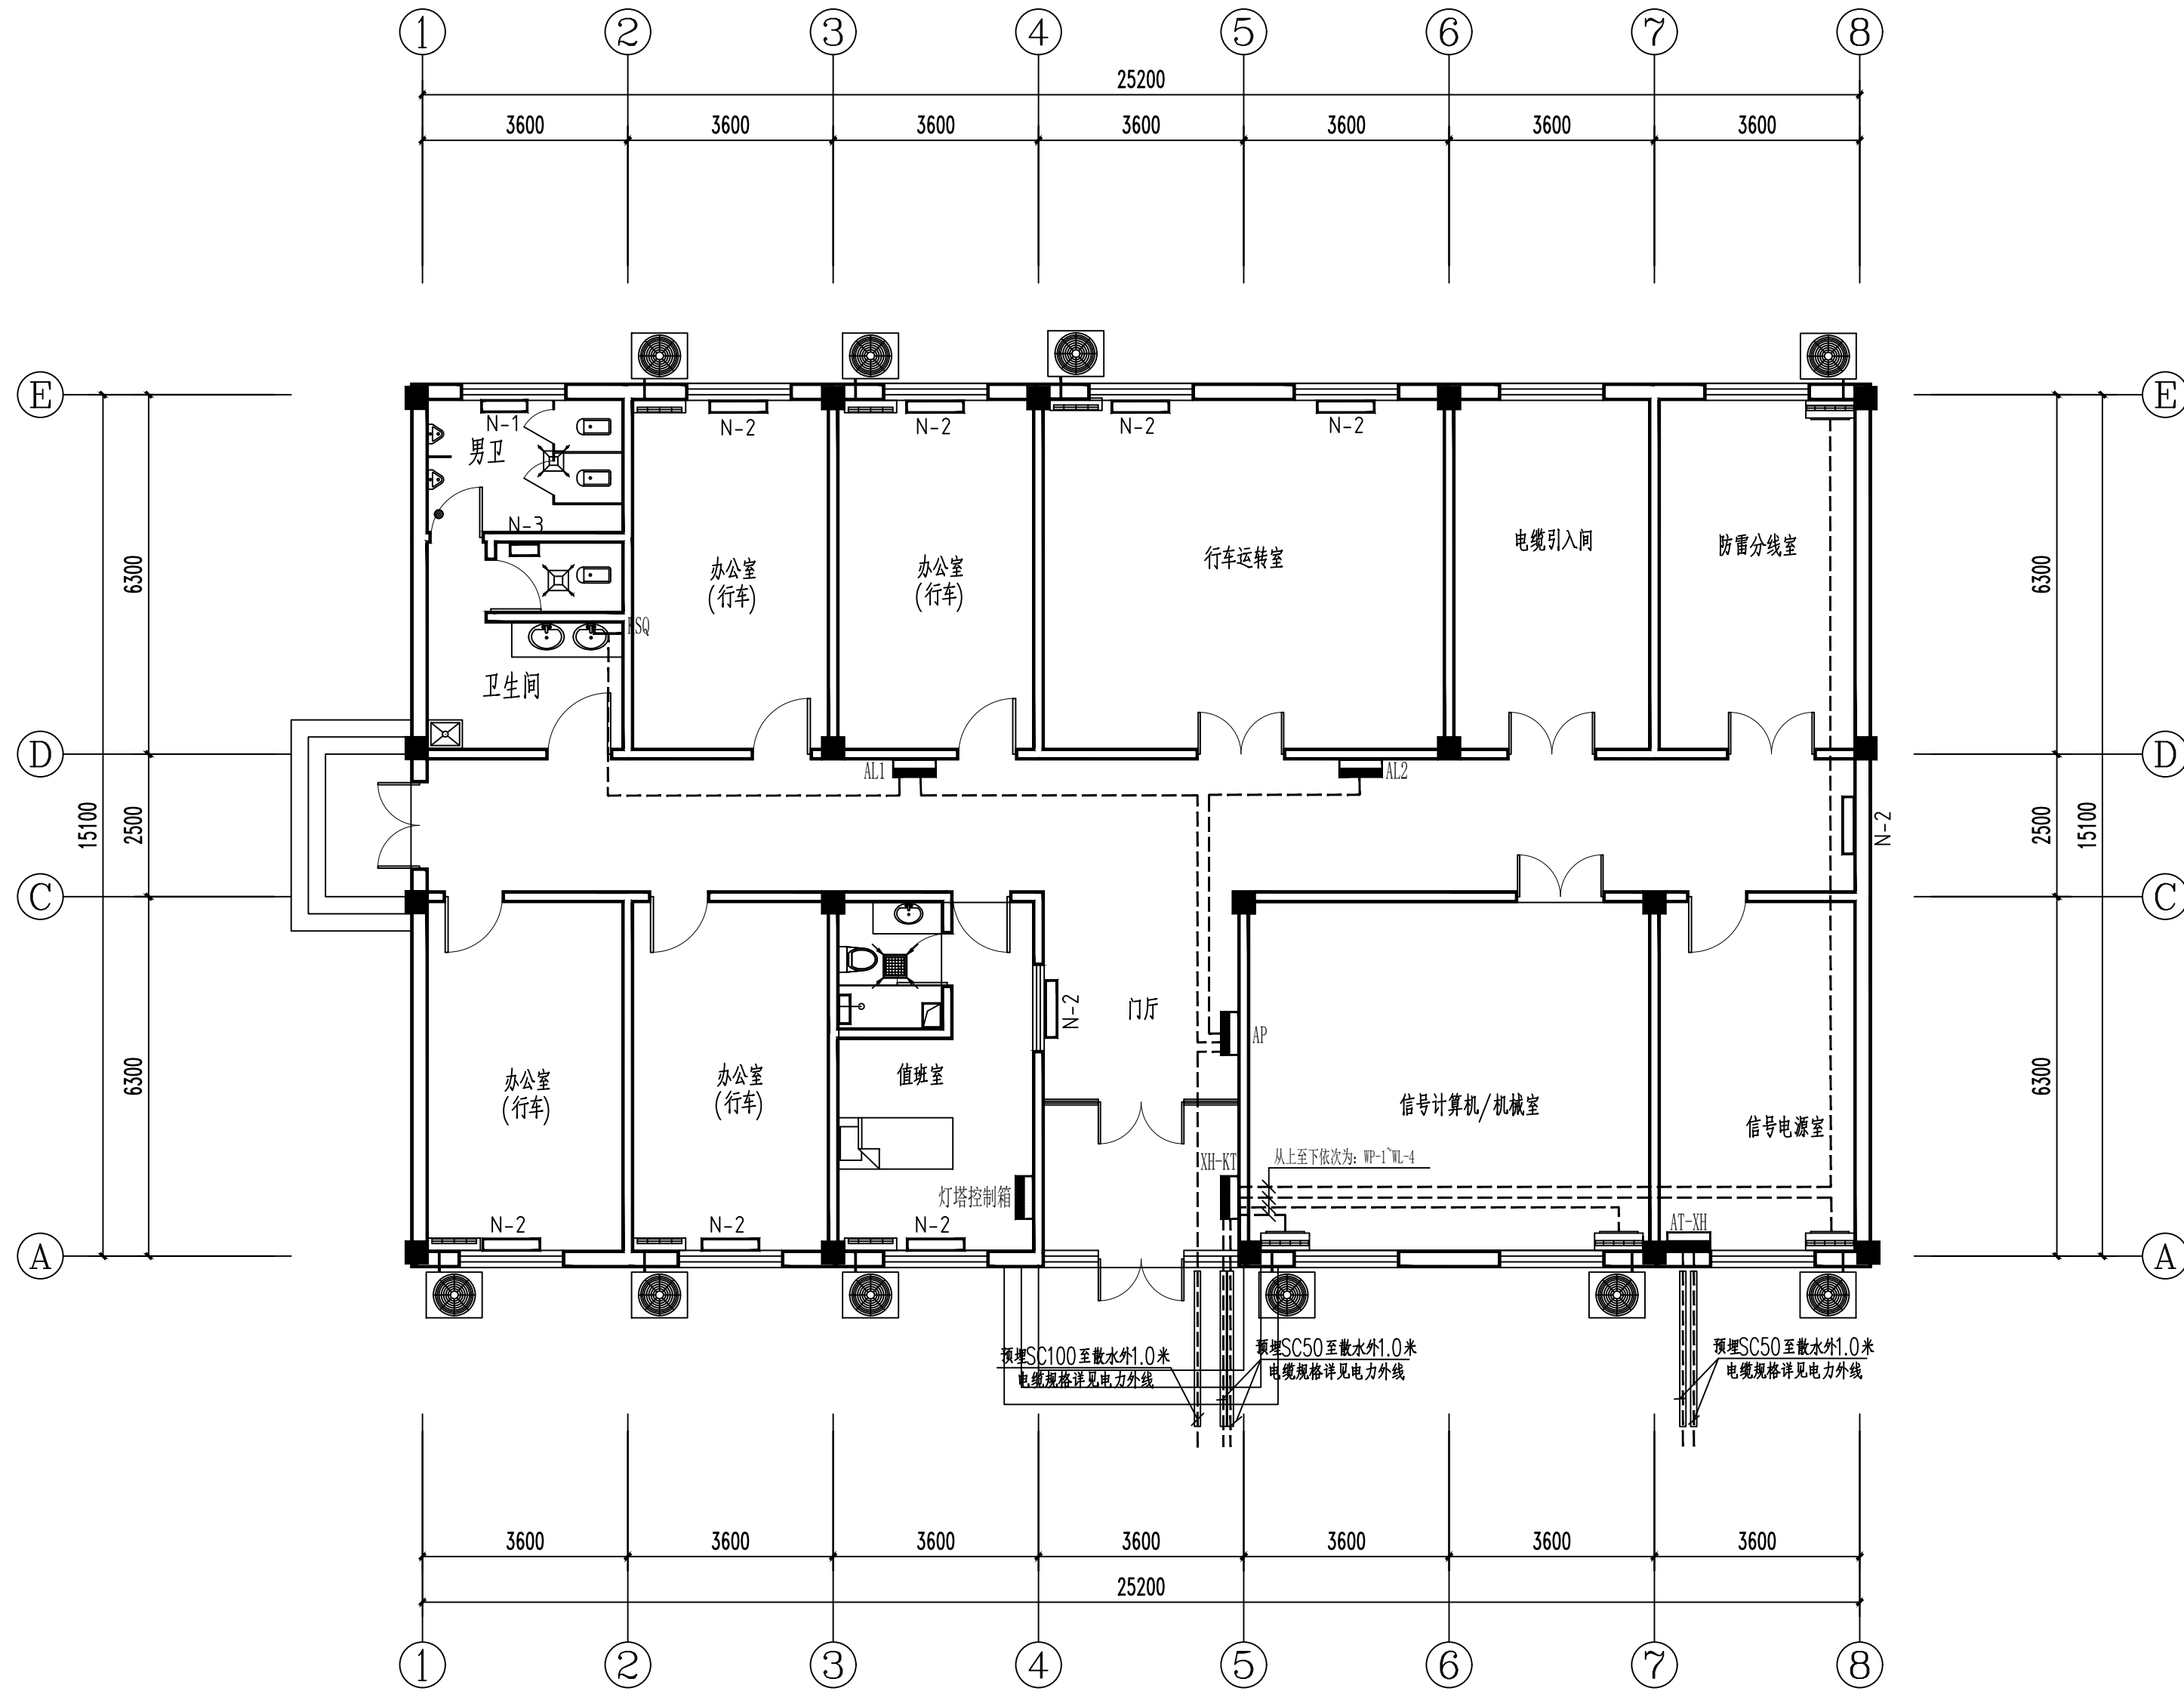 1 2 3 4 5 6 7 8
25200
3600 3600 3600 3600 3600 3600 3600
E E
N-1 N-2 N-2 N-2 N-2
男卫
N-3
办公室
(行车)
办公室
(行车)
行车运转室
电缆引入间
防雷分线室
6300 6300
卫生间
D D
AL1 AL2
15100 2500 2500 15100
N-2
C C
N-2
门厅
AP
6300 6300
办公室
(行车)
办公室
(行车)
值班室
信号计算机/机械室
信号电源室
XH-KT
从上至下依次为: WP-1~WL-4
灯塔控制箱
N-2 N-2 N-2
AT-XH
A A
预埋SC100至散水外1.0米
电缆规格详见电力外线
预埋SC50至散水外1.0米
电缆规格详见电力外线
预埋SC50至散水外1.0米
电缆规格详见电力外线
3600 3600 3600 3600 3600 3600 3600
25200
1 2 3 4 5 6 7 8